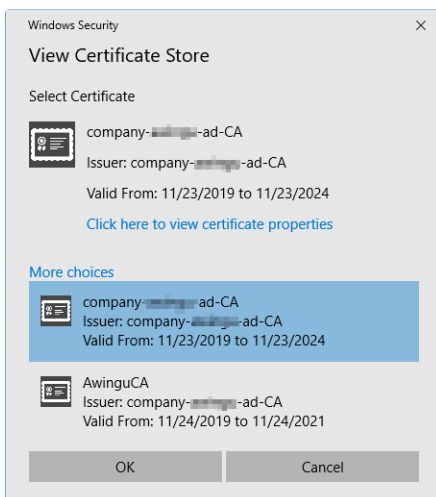 Windows Security
View Certificate Store
Select Certificate
company- -ad-CA
Issuer: company- -ad-CA
Valid From: 11/23/2019 to 11/23/2024
Click here to view certificate properties
More choices
company- -ad-CA
Issuer: company- -ad-CA
Valid From: 11/23/2019 to 11/23/2024
AwinguCA
Issuer: company- -ad-CA
Valid From: 11/24/2019 to 11/24/2021
OK Cancel